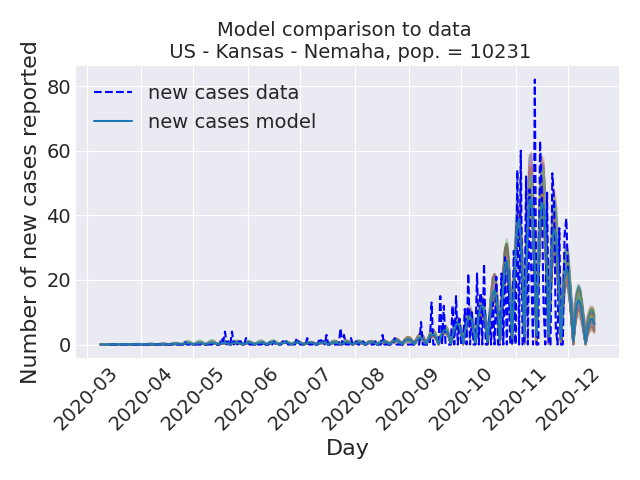 Model comparison to data
US - Kansas - Nemaha, pop. = 10231
Number of new cases reported
80
60
40
20
0
new cases data
new cases model
2020-03
2020-04
2020-05
2020-06
2020-07
2020-08
2020-09
2020-10
2020-11
2020-12
Day